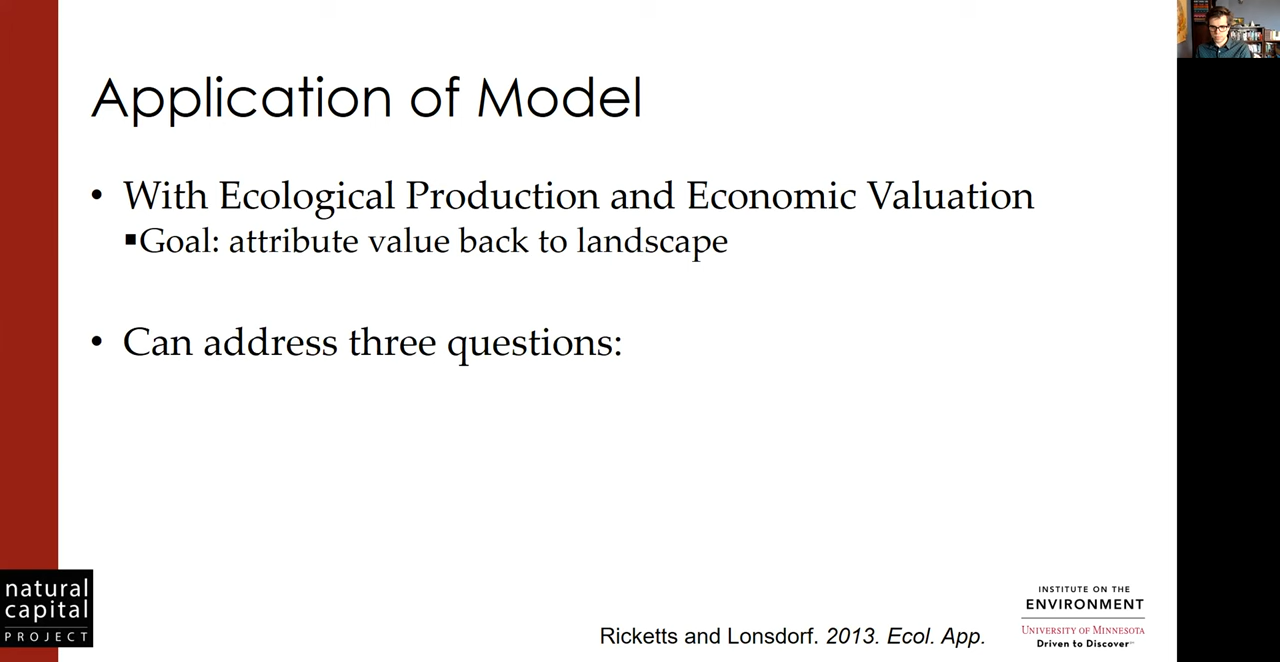 Application of Model
• With Ecological Production and Economic Valuation
▪Goal: attribute value back to landscape
• Can address three questions:
natural
capital
PROJECT
Ricketts and Lonsdorf. 2013. Ecol. App.
INSTITUTE ON THE
ENVIRONMENT
UNIVERSITY OF MINNESOTA
Driven to Discover℠